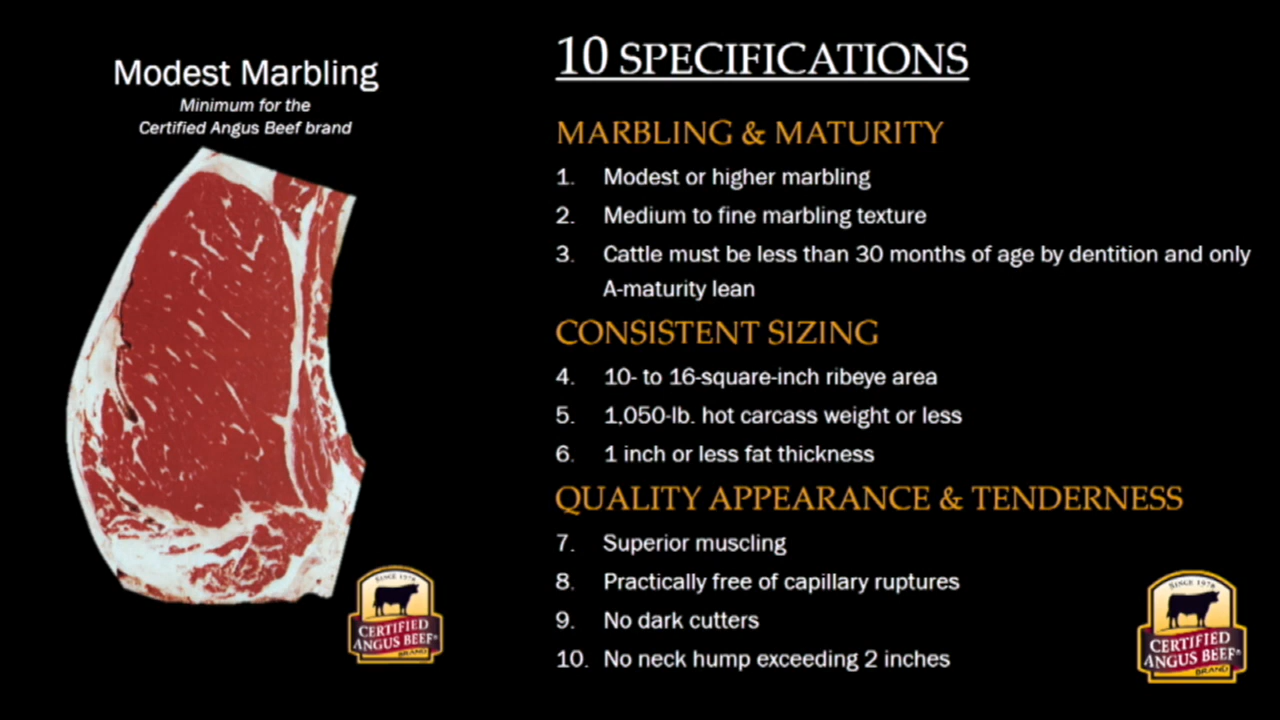 Modest Marbling
Minimum for the
Certified Angus Beef brand
10 SPECIFICATIONS
MARBLING & MATURITY
1. Modest or higher marbling
2. Medium to fine marbling texture
3. Cattle must be less than 30 months of age by dentition and only
A-maturity lean
CONSISTENT SIZING
4. 10- to 16-square-inch ribeye area
5. 1,050-lb. hot carcass weight or less
6. 1 inch or less fat thickness
QUALITY APPEARANCE & TENDERNESS
7. Superior muscling
8. Practically free of capillary ruptures
9. No dark cutters
10. No neck hump exceeding 2 inches
SINCE 1978
CERTIFIED
ANGUS BEEF®
BRAND
SINCE 1978
CERTIFIED
ANGUS BEEF®
BRAND